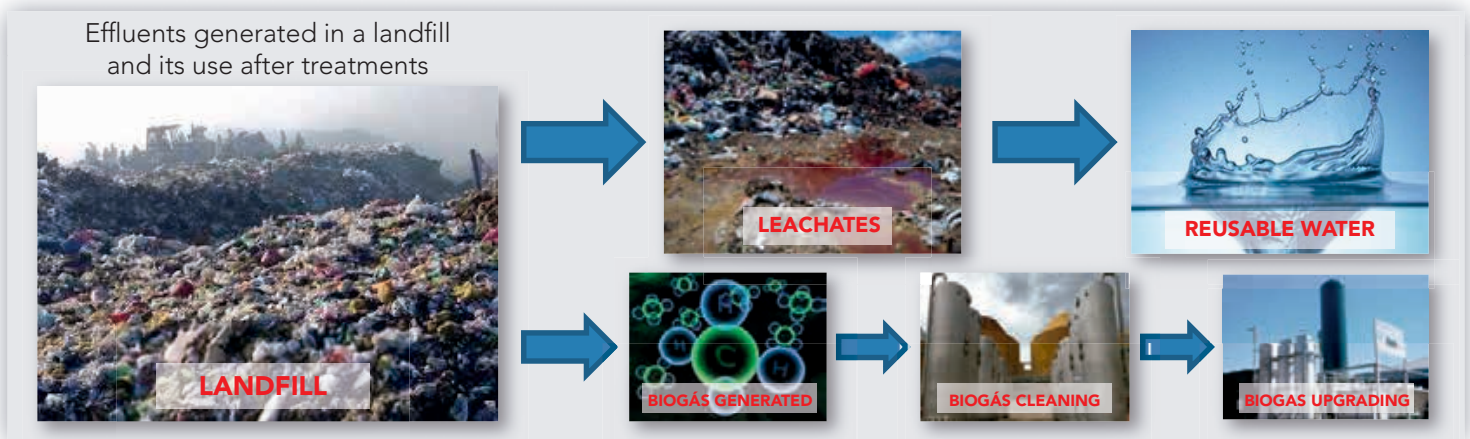 Effluents generated in a landfill
and its use after treatments
LANDFILL
LEACHATES
REUSABLE WATER
H
H
C
H
BIOGÁS GENERATED
BIOGÁS CLEANING
BIOGAS UPGRADING